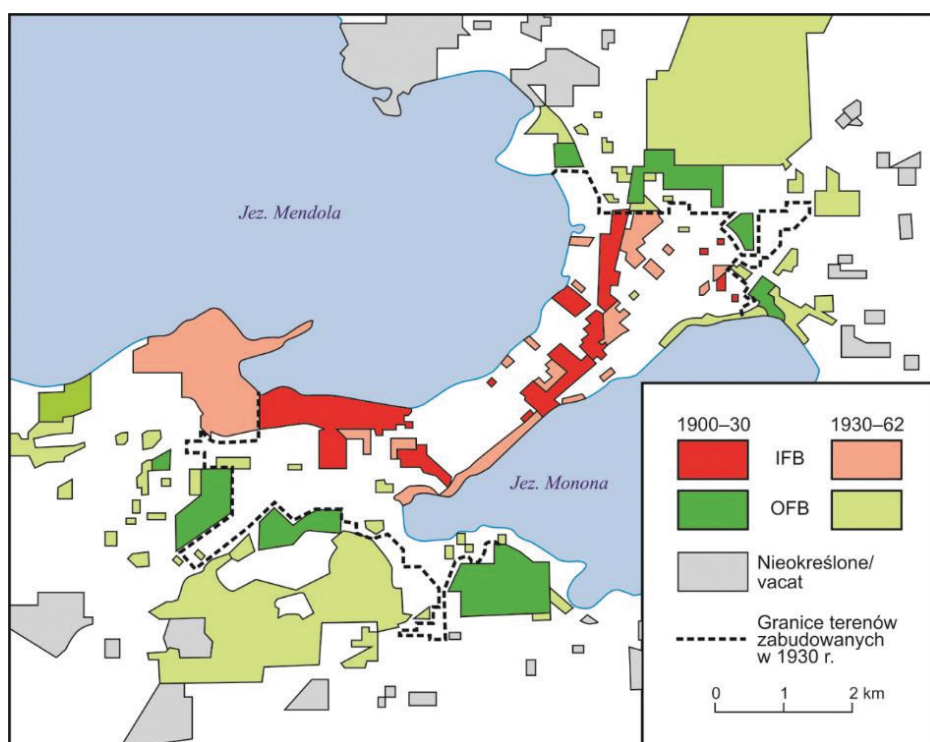 Jez. Mendola
Jez. Monona
1900–30 1930–62
IFB
OFB
Nieokreślone/
vacat
Granice terenów
zabudowanych
w 1930 r.
0 1 2 km